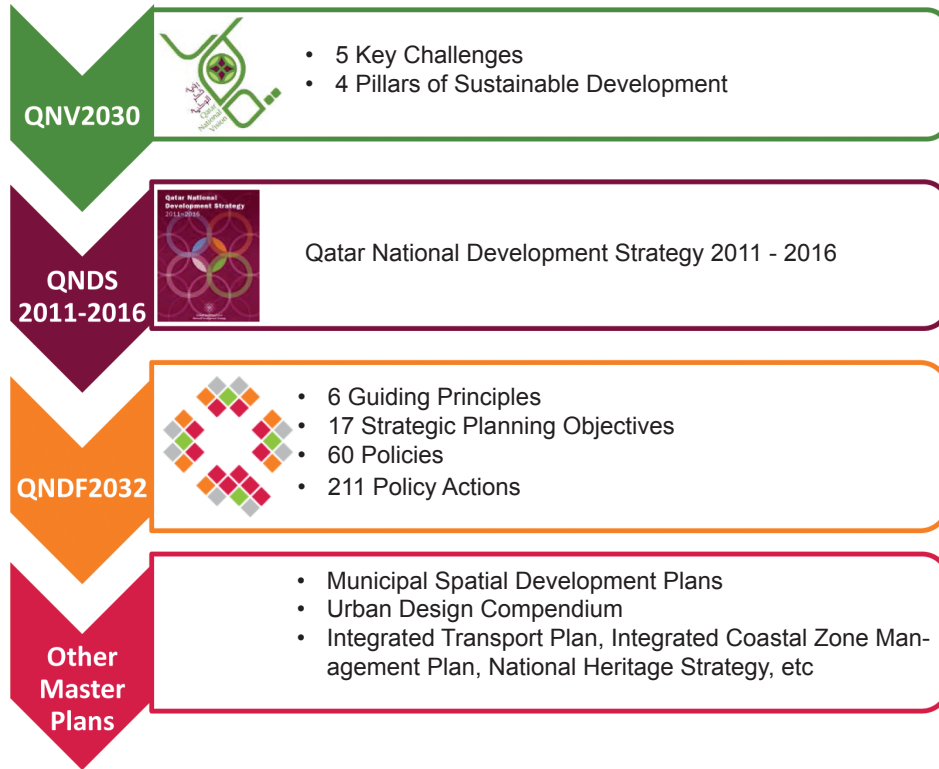 QNV2030
رؤية قطر الوطنية
Qatar
National
Vision
• 5 Key Challenges
• 4 Pillars of Sustainable Development
QNDS
2011-2016
Qatar National
Development Strategy
2011–2016
Qatar National Development Strategy 2011 - 2016
QNDF2032
• 6 Guiding Principles
• 17 Strategic Planning Objectives
• 60 Policies
• 211 Policy Actions
Other
Master
Plans
• Municipal Spatial Development Plans
• Urban Design Compendium
• Integrated Transport Plan, Integrated Coastal Zone Man-
agement Plan, National Heritage Strategy, etc